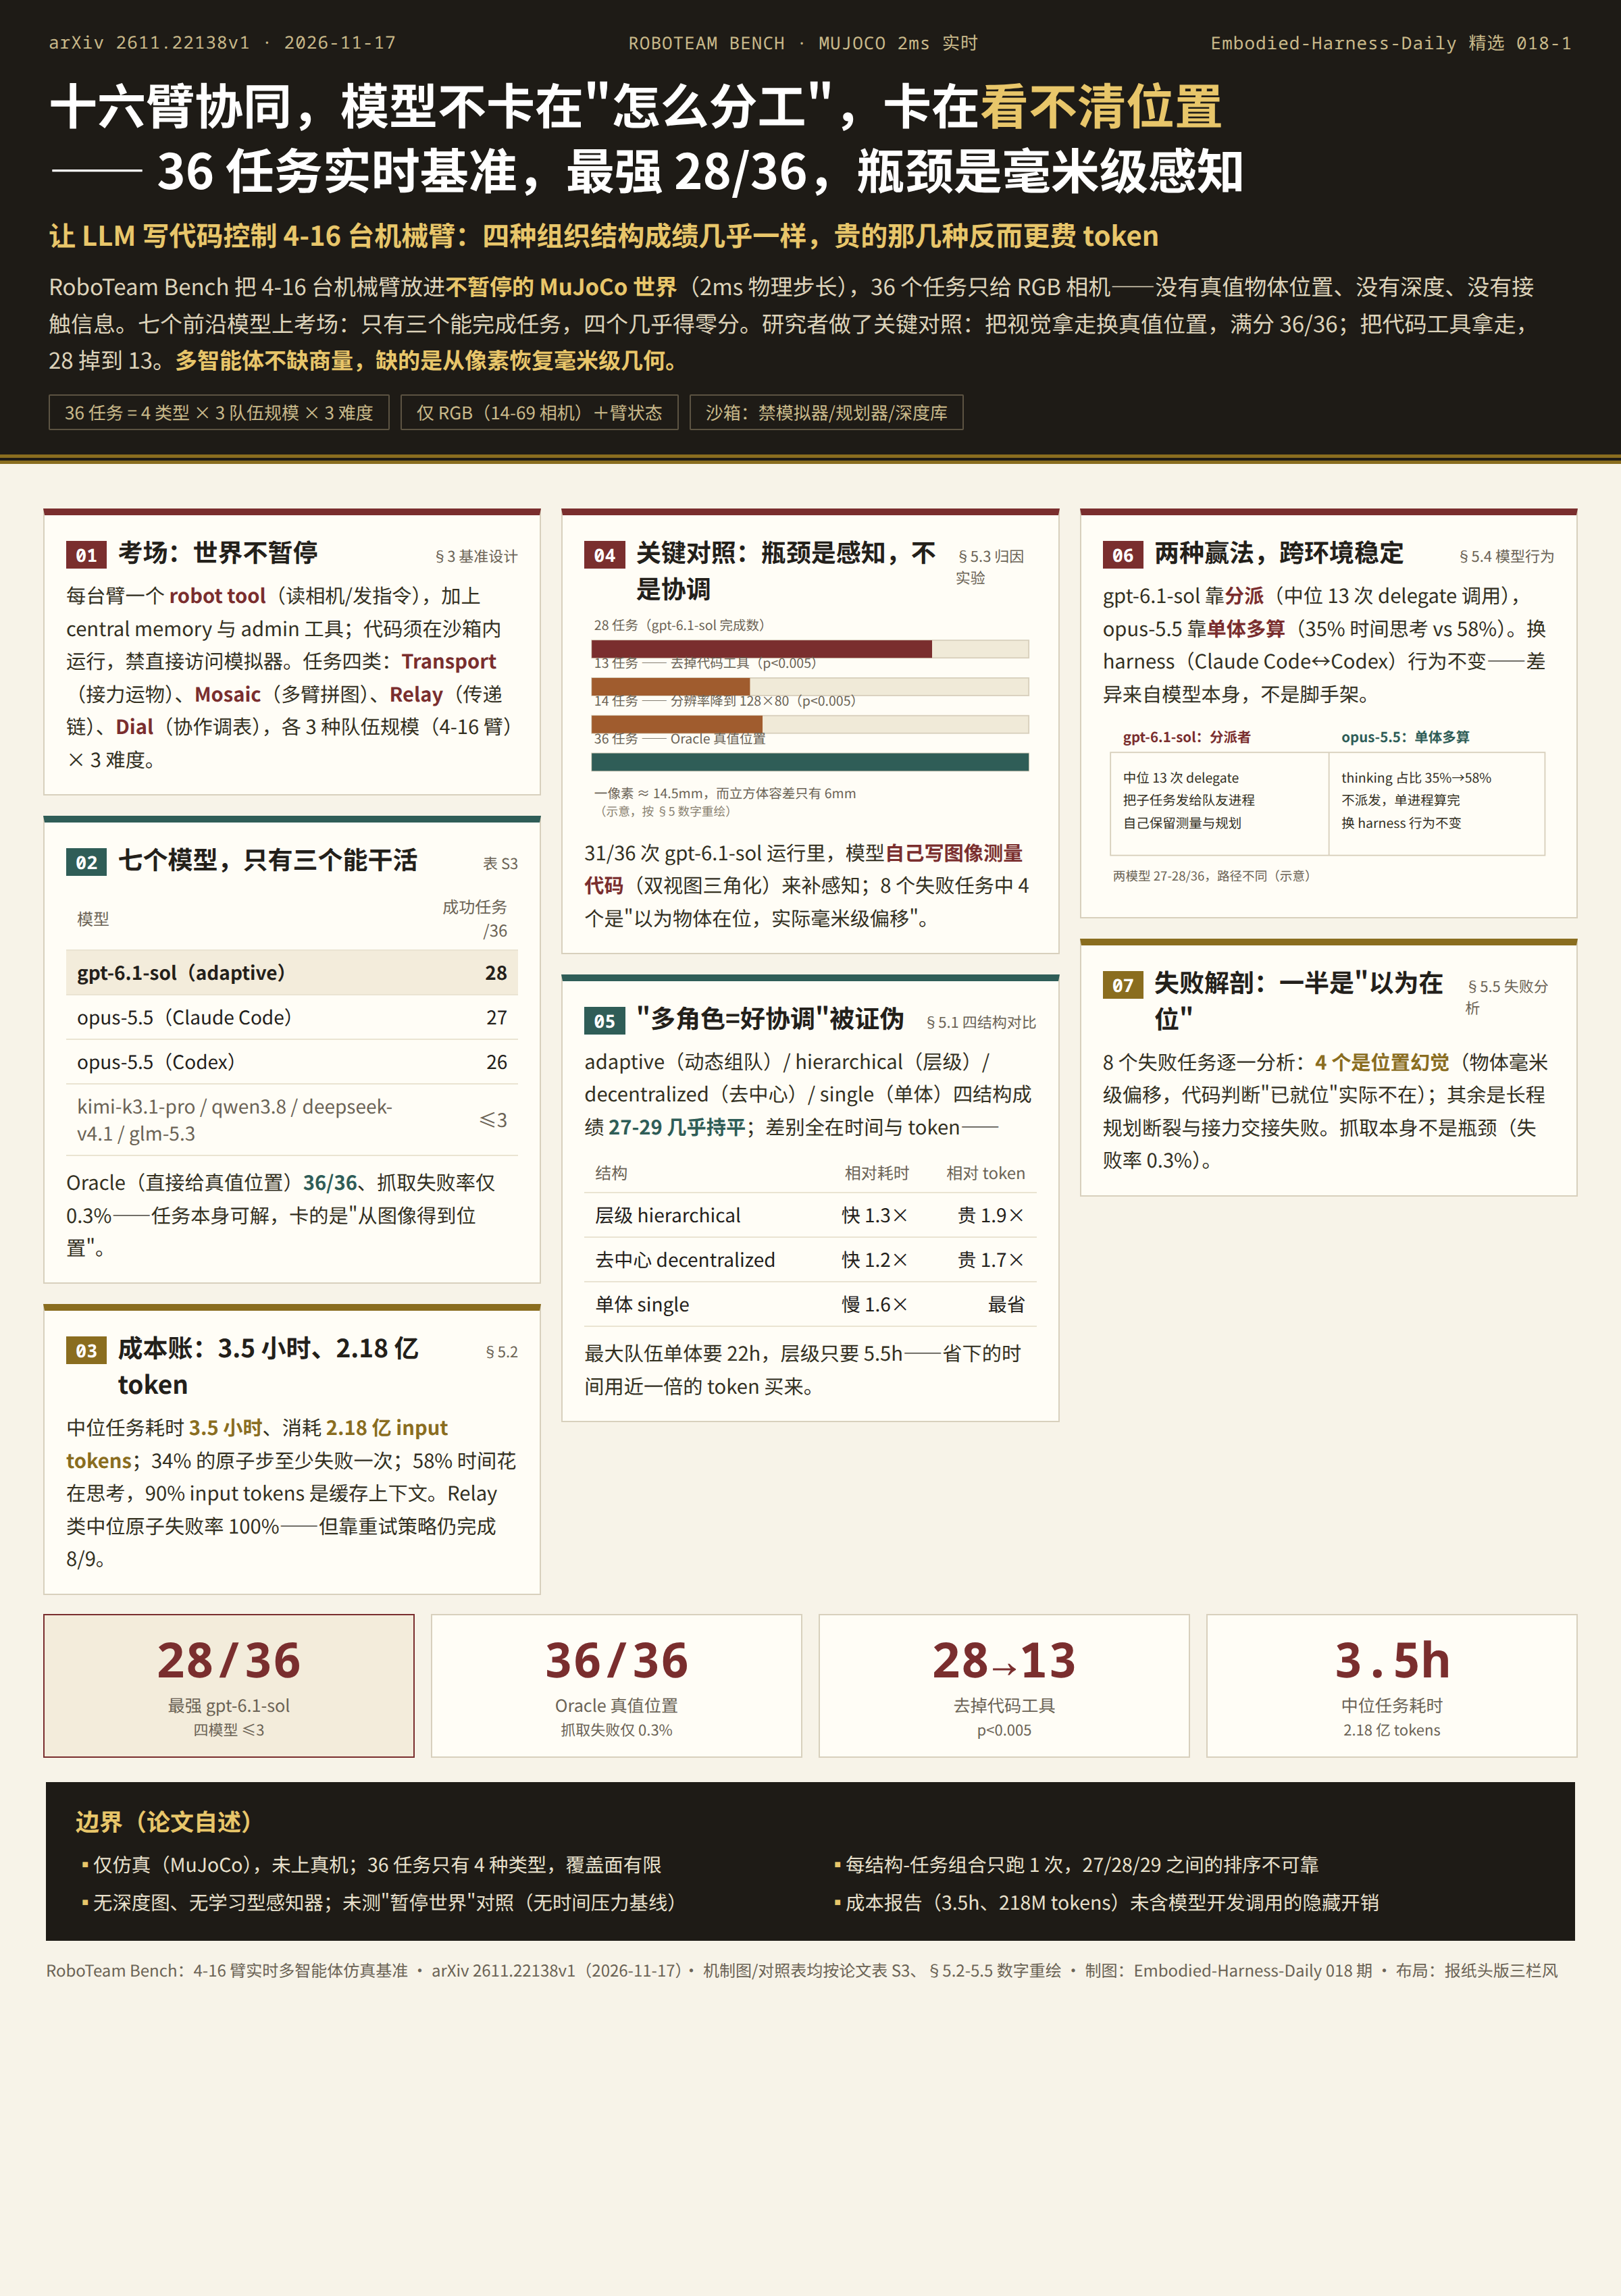 arXiv 2611.22138v1 · 2026-11-17
ROBOTEAM BENCH · MUJOCO 2ms 实时
Embodied-Harness-Daily 精选 018-1
十六臂协同，模型不卡在"怎么分工"，卡在看不清位置
—— 36 任务实时基准，最强 28/36，瓶颈是毫米级感知
让 LLM 写代码控制 4-16 台机械臂：四种组织结构成绩几乎一样，贵的那几种反而更费 token
RoboTeam Bench 把 4-16 台机械臂放进不暂停的 MuJoCo 世界（2ms 物理步长），36 个任务只给 RGB 相机——没有真值物体位置、没有深度、没有接
触信息。七个前沿模型上考场：只有三个能完成任务，四个几乎得零分。研究者做了关键对照：把视觉拿走换真值位置，满分 36/36；把代码工具拿走，
28 掉到 13。多智能体不缺商量，缺的是从像素恢复毫米级几何。
36 任务 = 4 类型 × 3 队伍规模 × 3 难度
仅 RGB（14-69 相机）＋臂状态
沙箱：禁模拟器/规划器/深度库
01 考场：世界不暂停 §3 基准设计
每台臂一个 robot tool（读相机/发指令），加上
central memory 与 admin 工具；代码须在沙箱内
运行，禁直接访问模拟器。任务四类：Transport
（接力运物）、Mosaic（多臂拼图）、Relay（传递
链）、Dial（协作调表），各 3 种队伍规模（4-16 臂）
× 3 难度。
02 七个模型，只有三个能干活 表 S3
模型 成功任务
/36
gpt-6.1-sol（adaptive） 28
opus-5.5（Claude Code） 27
opus-5.5（Codex） 26
kimi-k3.1-pro / qwen3.8 / deepseek-
v4.1 / glm-5.3 ≤3
Oracle（直接给真值位置）36/36、抓取失败率仅
0.3%——任务本身可解，卡的是"从图像得到位
置"。
03 成本账：3.5 小时、2.18 亿 §5.2
token
中位任务耗时 3.5 小时、消耗 2.18 亿 input
tokens；34% 的原子步至少失败一次；58% 时间花
在思考，90% input tokens 是缓存上下文。Relay
类中位原子失败率 100%——但靠重试策略仍完成
8/9。
04 关键对照：瓶颈是感知，不 §5.3 归因
是协调 实验
28 任务（gpt-6.1-sol 完成数）
13 任务 —— 去掉代码工具（p<0.005）
14 任务 —— 分辨率降到 128×80（p<0.005）
36 任务 —— Oracle 真值位置
一像素 ≈ 14.5mm，而立方体容差只有 6mm
（示意，按 §5 数字重绘）
31/36 次 gpt-6.1-sol 运行里，模型自己写图像测量
代码（双视图三角化）来补感知；8 个失败任务中 4
个是"以为物体在位，实际毫米级偏移"。
05 "多角色=好协调"被证伪 §5.1 四结构对比
adaptive（动态组队）/ hierarchical（层级）/
decentralized（去中心）/ single（单体）四结构成
绩 27-29 几乎持平；差别全在时间与 token——
结构 相对耗时 相对 token
层级 hierarchical 快 1.3× 贵 1.9×
去中心 decentralized 快 1.2× 贵 1.7×
单体 single 慢 1.6× 最省
最大队伍单体要 22h，层级只要 5.5h——省下的时
间用近一倍的 token 买来。
06 两种赢法，跨环境稳定 §5.4 模型行为
gpt-6.1-sol 靠分派（中位 13 次 delegate 调用），
opus-5.5 靠单体多算（35% 时间思考 vs 58%）。换
harness（Claude Code↔Codex）行为不变——差
异来自模型本身，不是脚手架。
gpt-6.1-sol：分派者 opus-5.5：单体多算
中位 13 次 delegate thinking 占比 35%→58%
把子任务发给队友进程 不派发，单进程算完
自己保留测量与规划 换 harness 行为不变
两模型 27-28/36，路径不同（示意）
07 失败解剖：一半是"以为在 §5.5 失败分
位" 析
8 个失败任务逐一分析：4 个是位置幻觉（物体毫米
级偏移，代码判断"已就位"实际不在）；其余是长程
规划断裂与接力交接失败。抓取本身不是瓶颈（失
败率 0.3%）。
28/36
最强 gpt-6.1-sol
四模型 ≤3
36/36
Oracle 真值位置
抓取失败仅 0.3%
28→13
去掉代码工具
p<0.005
3.5h
中位任务耗时
2.18 亿 tokens
边界（论文自述）
▪ 仅仿真（MuJoCo），未上真机；36 任务只有 4 种类型，覆盖面有限
▪ 每结构-任务组合只跑 1 次，27/28/29 之间的排序不可靠
▪ 无深度图、无学习型感知器；未测"暂停世界"对照（无时间压力基线）
▪ 成本报告（3.5h、218M tokens）未含模型开发调用的隐藏开销
RoboTeam Bench：4-16 臂实时多智能体仿真基准 · arXiv 2611.22138v1（2026-11-17）· 机制图/对照表均按论文表 S3、§5.2-5.5 数字重绘 · 制图：Embodied-Harness-Daily 018 期 · 布局：报纸头版三栏风